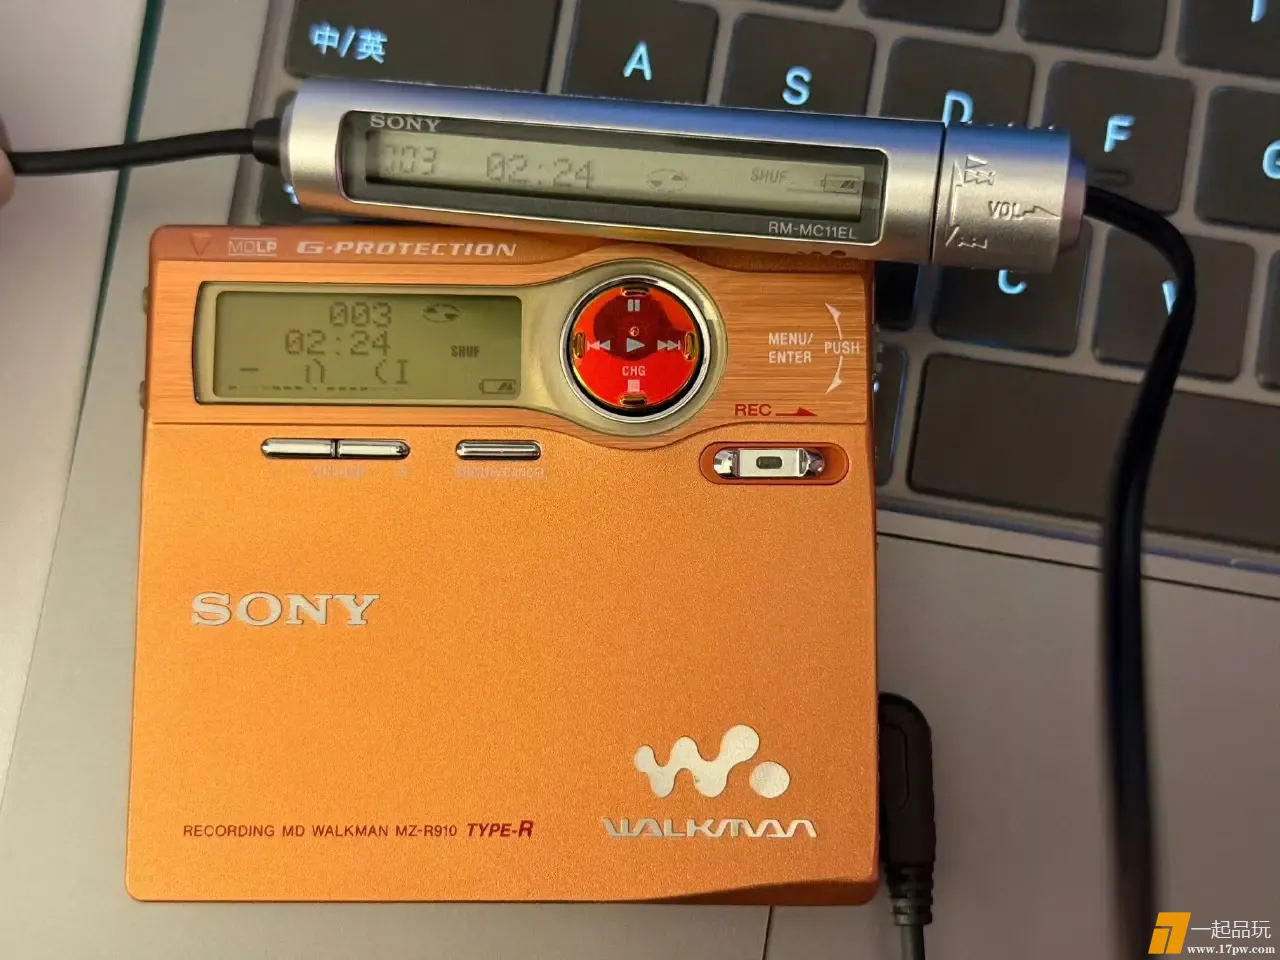 中/英
A
S
D
F
G
SONY
703 02:24 SHUF
RM-MC11EL
VOL
C
MDLP G-PROTECTION
003
02:24
SHUF
CHG
MENU/
ENTER
PUSH
REC
SONY
RECORDING MD WALKMAN MZ-R910 TYPE-R
WALKMAN
一起品玩
www.17pw.com